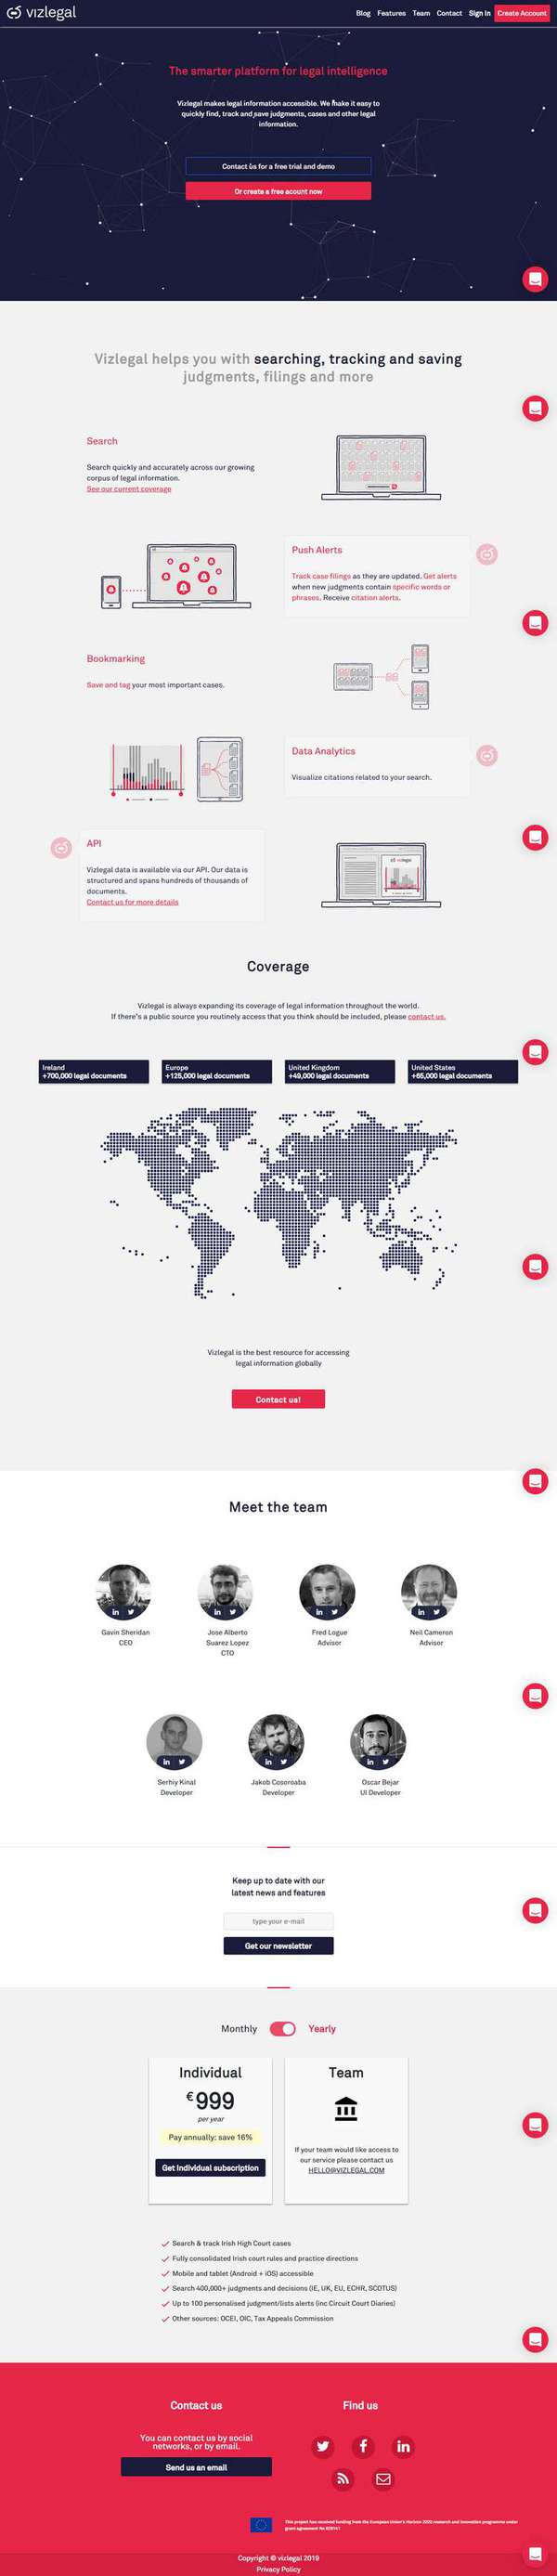 vızlegal
Blog Features Team Contact Sign In Create Account
The smarter platform for legal intelligence
Vizlegal makes legal information accessible. We make it easy to
quickly find, track and save judgments, cases and other legal
information.
Contact us for a free trial and demo
Or create a free acount now
Vizlegal helps you with searching, tracking and saving
judgments, filings and more
Search
Search quickly and accurately across our growing
corpus of legal information.
See our current coverage
Push Alerts
Track case filings as they are updated. Get alerts
when new judgments contain specific words or
phrases. Receive citation alerts.
Bookmarking
Save and tag your most important cases.
Data Analytics
Visualize citations related to your search.
API
Vizlegal data is available via our API. Our data is
structured and spans hundreds of thousands of
documents.
Contact us for more details
vizlegal
Coverage
Vizlegal is always expanding its coverage of legal information throughout the world.
If there's a public source you routinely access that you think should be included, please contact us.
Ireland
+700,000 legal documents
Europe
+125,000 legal documents
United Kingdom
+49,000 legal documents
United States
+65,000 legal documents
Vizlegal is the best resource for accessing
legal information globally
Contact us!
Meet the team
Gavin Sheridan
CEO
Jose Alberto
Suarez Lopez
CTO
Fred Logue
Advisor
Neil Cameron
Advisor
Serhiy Kinal
Developer
Jakob Cosoroaba
Developer
Oscar Bejar
UI Developer
Keep up to date with our
latest news and features
type your e-mail
Get our newsletter
Monthly Yearly
Individual
€999
per year
Pay annually: save 16%
Get Individual subscription
Team
If your team would like access to
our service please contact us
HELLO@VIZLEGAL.COM
Search & track Irish High Court cases
Fully consolidated Irish court rules and practice directions
Mobile and tablet (Android + iOS) accessible
Search 400,000+ judgments and decisions (IE, UK, EU, ECHR, SCOTUS)
Up to 100 personalised judgment/lists alerts (inc Circuit Court Diaries)
Other sources: OCEI, OIC, Tax Appeals Commission
Contact us
You can contact us by social
networks, or by email.
Send us an email
Find us
This project has received funding from the European Union's Horizon 2020 research and innovation programme under
grant agreement No
Copyright © vizlegal 2019
Privacy Policy